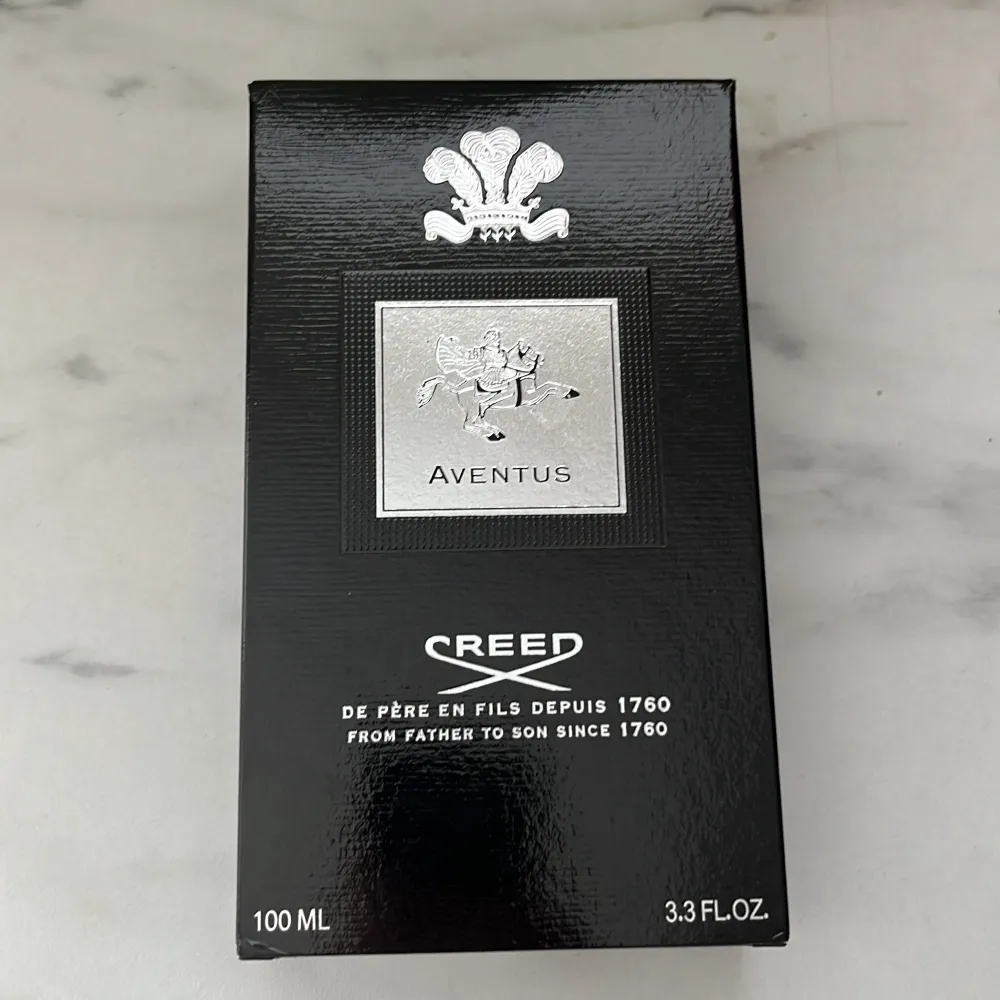 AVENTUS
CREED
DE PÈRE EN FILS DEPUIS 1760
FROM FATHER TO SON SINCE 1760
100 ML
3.3 FL.OZ.